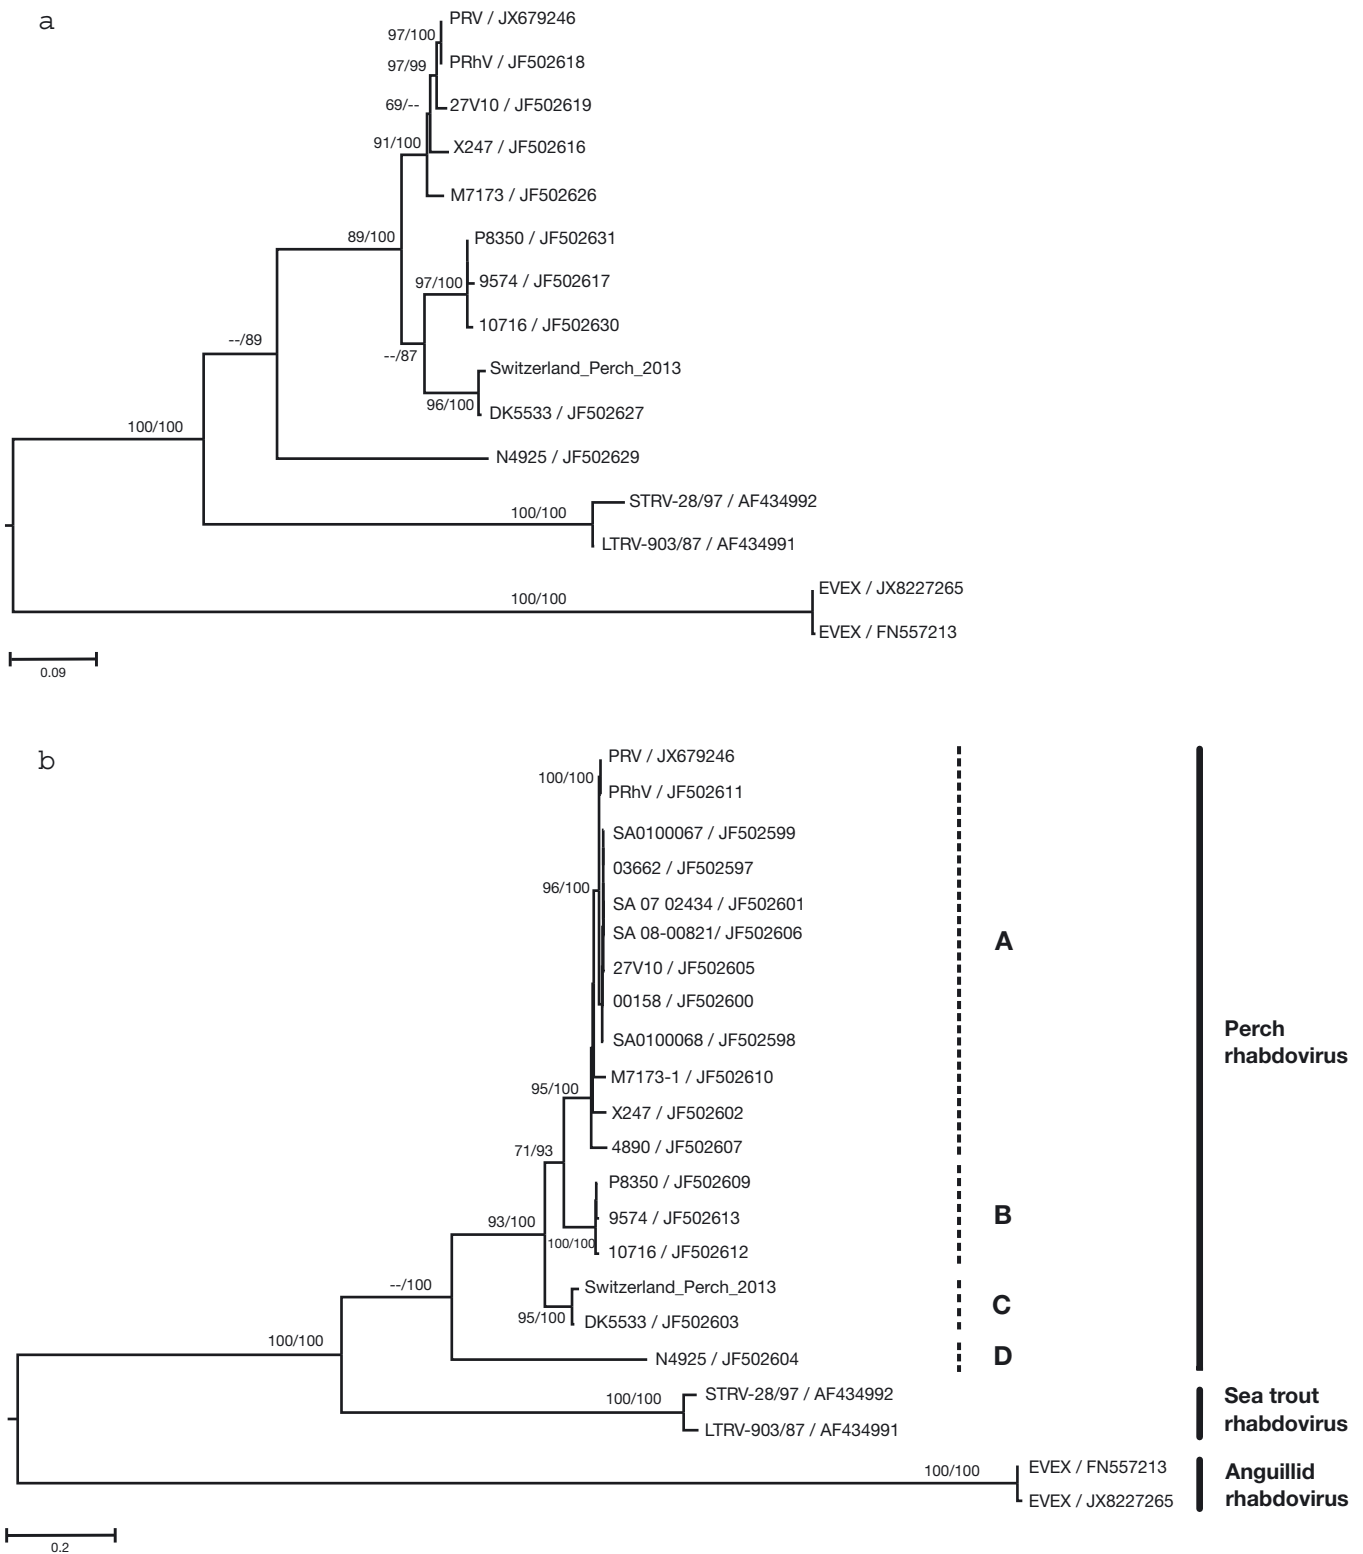 a
PRV / JX679246
97/100
PRhV / JF502618
97/99
27V10 / JF502619
69/--
X247 / JF502616
91/100
M7173 / JF502626
P8350 / JF502631
89/100
9574 / JF502617
97/100
10716 / JF502630
--/89
--/87
Switzerland_Perch_2013
96/100
DK5533 / JF502627
100/100
N4925 / JF502629
STRV-28/97 / AF434992
100/100
LTRV-903/87 / AF434991
EVEX / JX8227265
100/100
EVEX / FN557213
0.09
b
PRV / JX679246
100/100
PRhV / JF502611
SA0100067 / JF502599
03662 / JF502597
96/100
SA 07 02434 / JF502601
SA 08-00821/ JF502606
A
27V10 / JF502605
00158 / JF502600
SA0100068 / JF502598
Perch
rhabdovirus
M7173-1 / JF502610
95/100
X247 / JF502602
4890 / JF502607
71/93
P8350 / JF502609
9574 / JF502613
B
93/100
100/100
10716 / JF502612
--/100
Switzerland_Perch_2013
C
95/100
DK5533 / JF502603
100/100
N4925 / JF502604
D
STRV-28/97 / AF434992
100/100
Sea trout
rhabdovirus
LTRV-903/87 / AF434991
EVEX / FN557213
100/100
Anguillid
rhabdovirus
EVEX / JX8227265
0.2